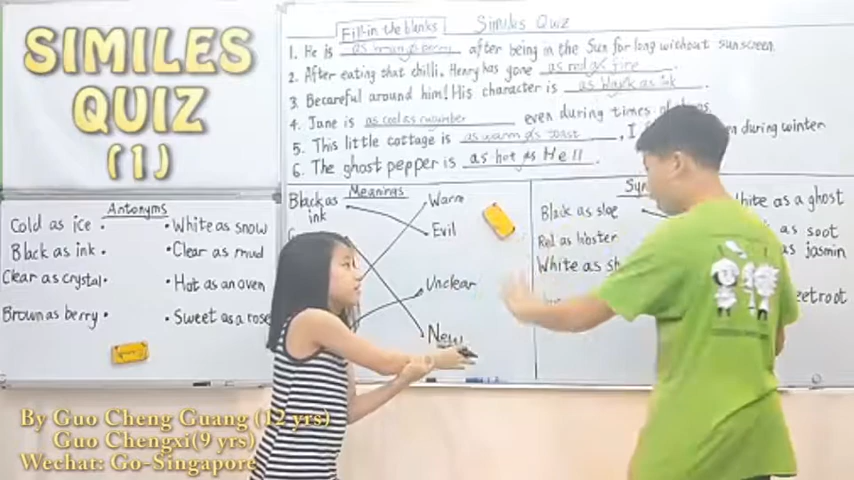 SIMILES
QUIZ
(1)
Fill-in the blanks
Similes Quiz
1. He is as brown as berry after being in the Sun for long without sunscreen.
2. After eating that chilli, Henry has gone as red as fire.
3. Becareful around him! His character is as black as ink.
4. Jane is as cool as cucumber even during times of
5. This little cottage is as warm as toast, I during winter
6. The ghost pepper is as hot as Hell.
Antonyms
Cold as ice
White as snow
Black as ink
Clear as mud
Clear as crystal
Hot as an oven
Brown as berry
Sweet as a rose
Meanings
Black as
ink
Warm
Evil
Unclear
New
Black as sloe
White as a ghost
Red as lobster
as soot
White as
as jasmin
By Guo Cheng Guang (12 yrs)
Guo Chengxi(9 yrs)
Wechat: Go-Singapore